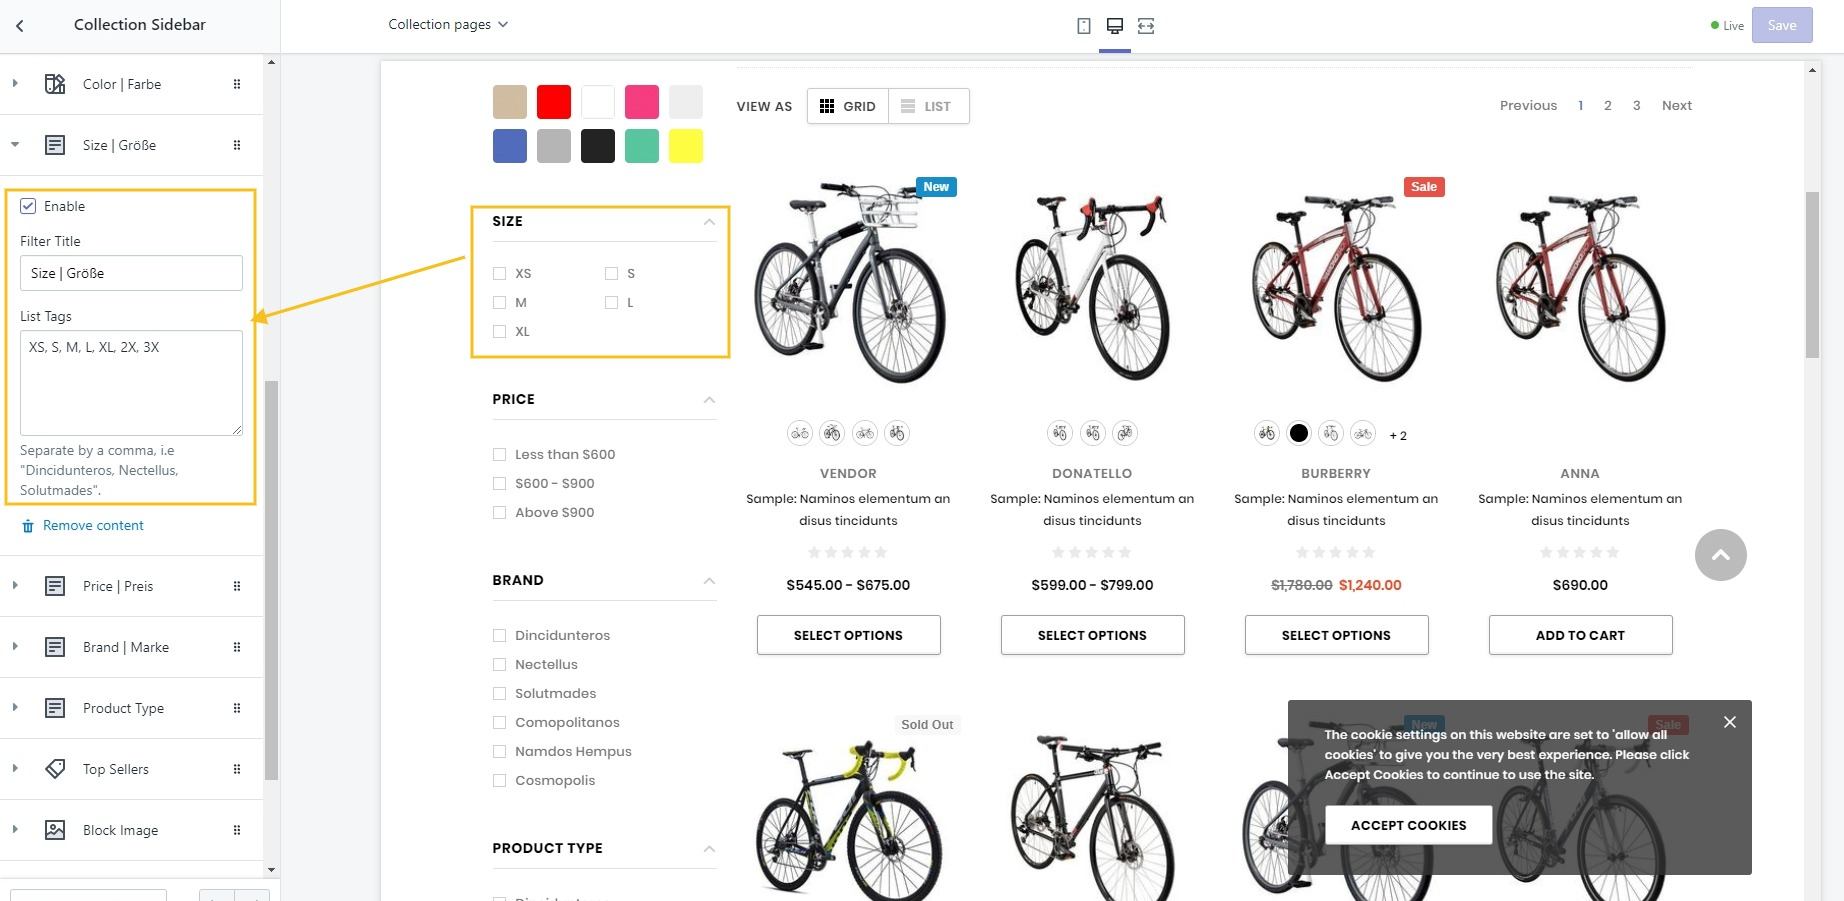 Collection Sidebar
Collection pages
Live
Save
Color | Farbe
Size | Größe
Enable
Filter Title
Size | Größe
List Tags
XS, S, M, L, XL, 2X, 3X
Separate by a comma, i.e
"Dincidunteros, Nectellus,
Solutmades".
Remove content
Price | Preis
Brand | Marke
Product Type
Top Sellers
Block Image
SIZE
XS
S
M
L
XL
PRICE
Less than $600
$600 - $900
Above $900
BRAND
Dincidunteros
Nectellus
Solutmades
Comopolitanos
Namdos Hempus
Cosmopolis
PRODUCT TYPE
VIEW AS
GRID
LIST
Previous 1 2 3 Next
New
Sale
+ 2
VENDOR
Sample: Naminos elementum an
disus tincidunts
$545.00 - $675.00
SELECT OPTIONS
DONATELLO
Sample: Naminos elementum an
disus tincidunts
$599.00 - $799.00
SELECT OPTIONS
BURBERRY
Sample: Naminos elementum an
disus tincidunts
$1,780.00 $1,240.00
SELECT OPTIONS
ANNA
Sample: Naminos elementum an
disus tincidunts
$690.00
ADD TO CART
Sold Out
New
Sale
The cookie settings on this website are set to 'allow all
cookies' to give you the very best experience. Please click
Accept Cookies to continue to use the site.
ACCEPT COOKIES